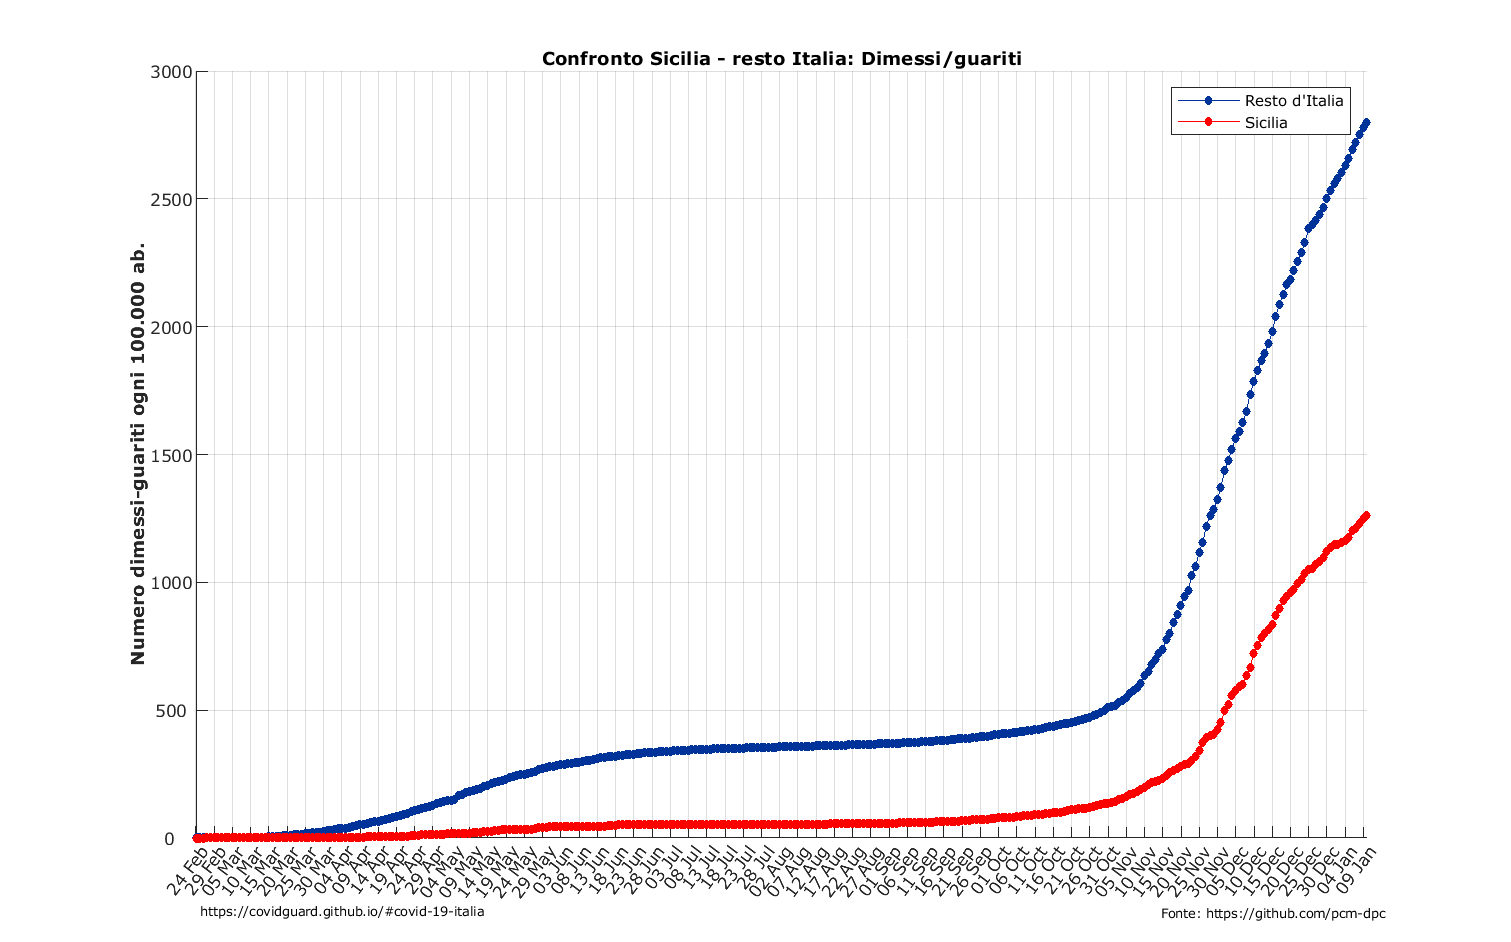 Confronto Sicilia - resto Italia: Dimessi/guariti
Resto d'Italia
Sicilia
Numero dimessi-guariti ogni 100.000 ab.
3000
2500
2000
1500
1000
500
0
24 Feb
29 Feb
05 Mar
10 Mar
15 Mar
20 Mar
25 Mar
30 Mar
04 Apr
09 Apr
14 Apr
19 Apr
24 Apr
29 Apr
04 May
09 May
14 May
19 May
24 May
29 May
03 Jun
08 Jun
13 Jun
18 Jun
23 Jun
28 Jun
03 Jul
08 Jul
13 Jul
18 Jul
23 Jul
28 Jul
02 Aug
07 Aug
12 Aug
17 Aug
22 Aug
27 Aug
01 Sep
06 Sep
11 Sep
16 Sep
21 Sep
26 Sep
01 Oct
06 Oct
11 Oct
16 Oct
21 Oct
26 Oct
31 Oct
05 Nov
10 Nov
15 Nov
20 Nov
25 Nov
30 Nov
05 Dec
10 Dec
15 Dec
20 Dec
25 Dec
30 Dec
04 Jan
09 Jan
https://covidguard.github.io/#covid-19-italia
Fonte: https://github.com/pcm-dpc